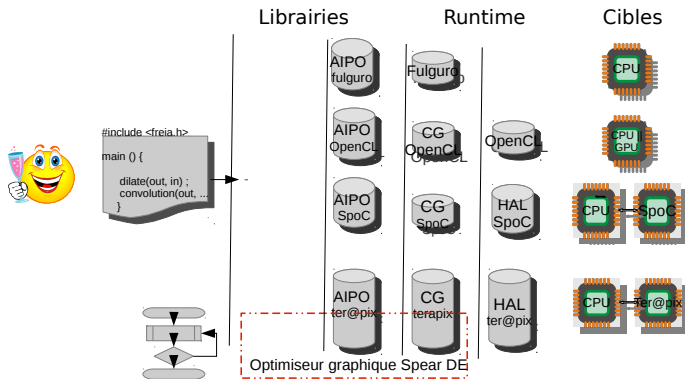 Librairies Runtime Cibles
AIPO fulguro
Fulguro
CPU
#include <freia.h>
main () {
dilate(out, in) ;
convolution(out, ...
}
AIPO OpenCL
CG OpenCL
OpenCL
CPU || GPU
AIPO SpoC
CG SpoC
HAL SpoC
CPU
SpoC
AIPO ter@pix
CG terapix
HAL ter@pix
CPU
Ter@pix
Optimiseur graphique Spear DE